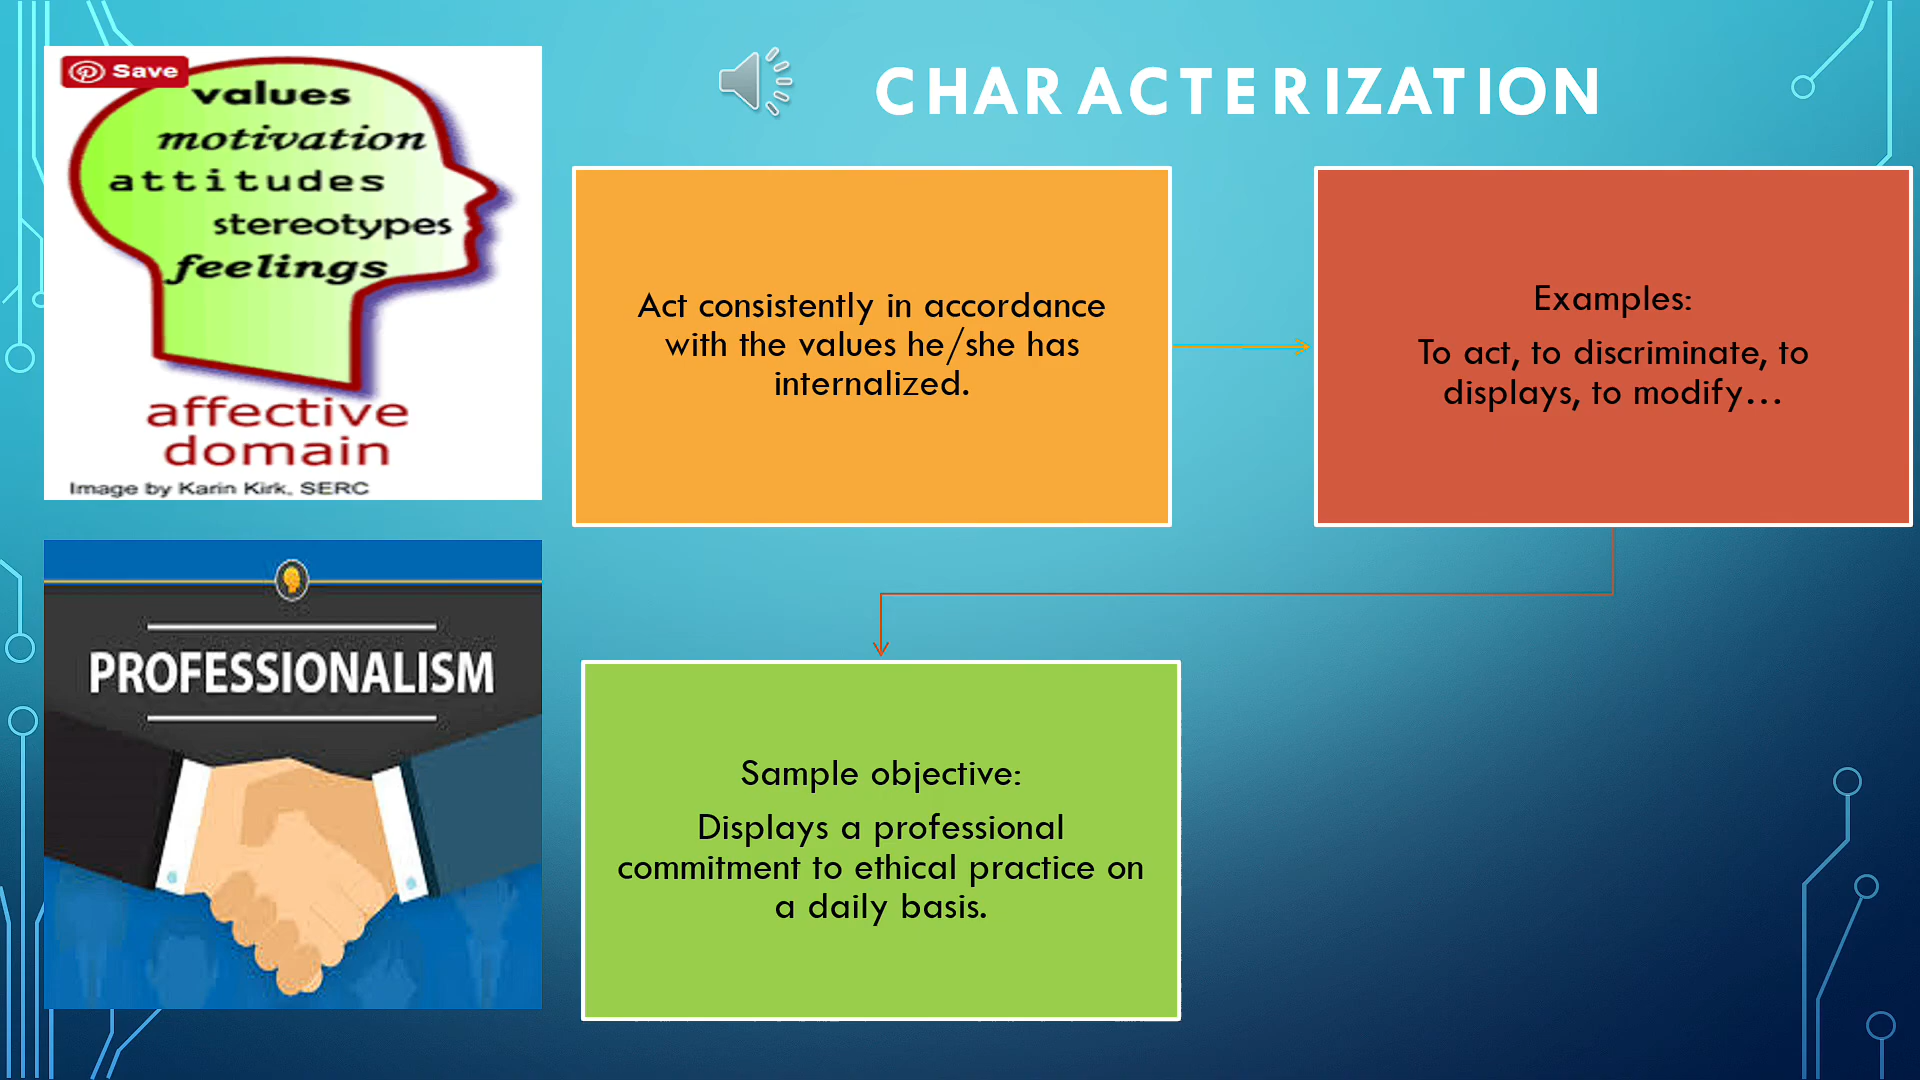 CHARACTERIZATION
Save
values
motivation
attitudes
stereotypes
feelings
affective
domain
Image by Karin Kirk, SERC
Act consistently in accordance
with the values he/she has
internalized.
Examples:
To act, to discriminate, to
displays, to modify...
PROFESSIONALISM
Sample objective:
Displays a professional
commitment to ethical practice on
a daily basis.